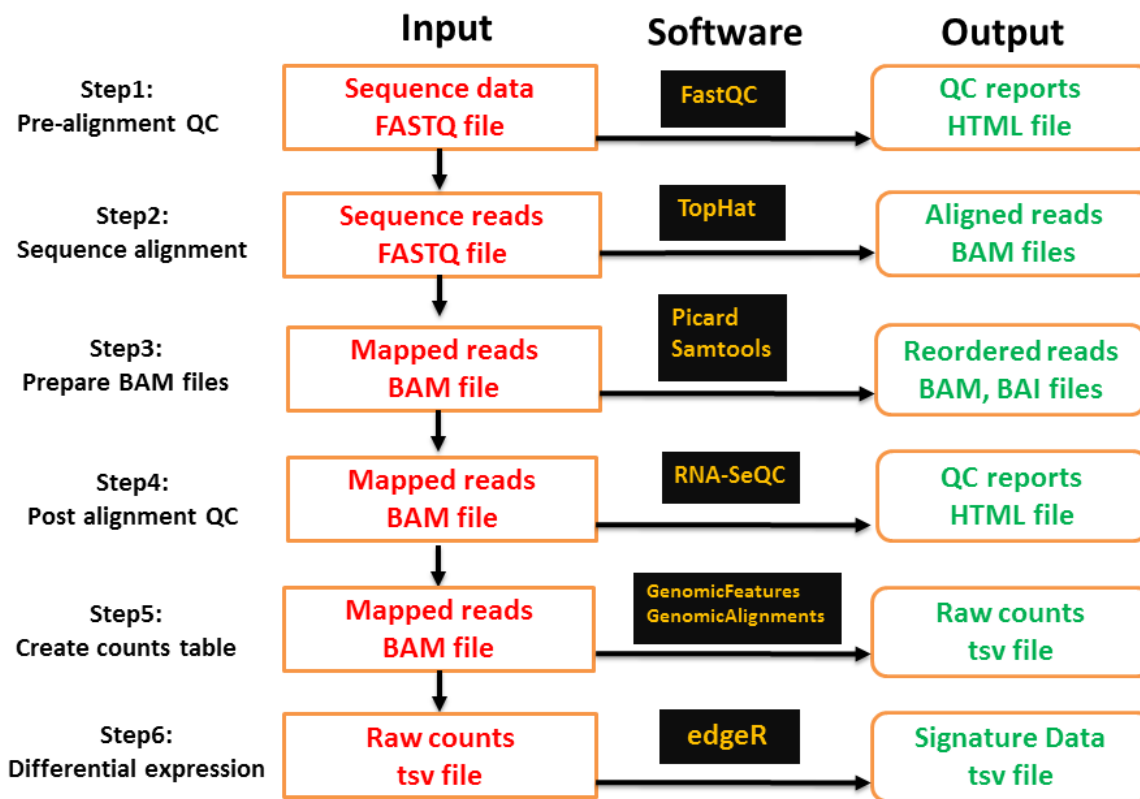 Input
Software
Output
Step1:
Pre-alignment QC
Sequence data
FASTQ file
FastQC
QC reports
HTML file
Step2:
Sequence alignment
Sequence reads
FASTQ file
TopHat
Aligned reads
BAM files
Step3:
Prepare BAM files
Mapped reads
BAM file
Picard
Samtools
Reordered reads
BAM, BAI files
Step4:
Post alignment QC
Mapped reads
BAM file
RNA-SeQC
QC reports
HTML file
Step5:
Create counts table
Mapped reads
BAM file
GenomicFeatures
GenomicAlignments
Raw counts
tsv file
Step6:
Differential expression
Raw counts
tsv file
edgeR
Signature Data
tsv file